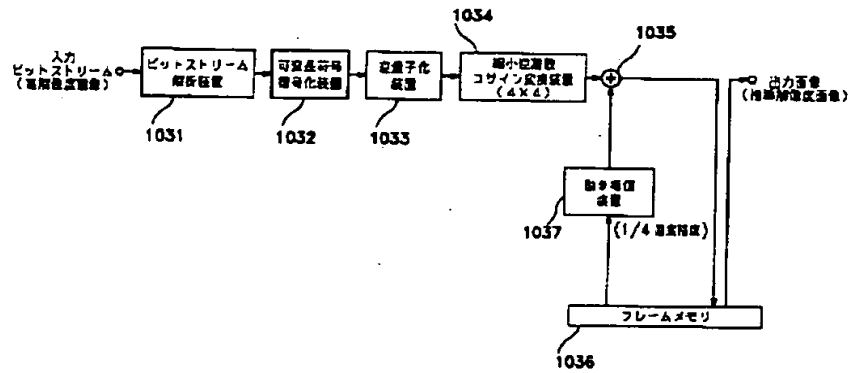 入力
ビットストリーム
(高解像度画像)
ビットストリーム
解析装置
1031
可変長符号
復号化装置
1032
逆量子化
装置
1033
1034
縮小逆離散
コサイン変換装置
(4×4)
1035
出力画像
(標準解像度画像)
動き補償
装置
1037
(1/4 画素精度)
フレームメモリ
1036